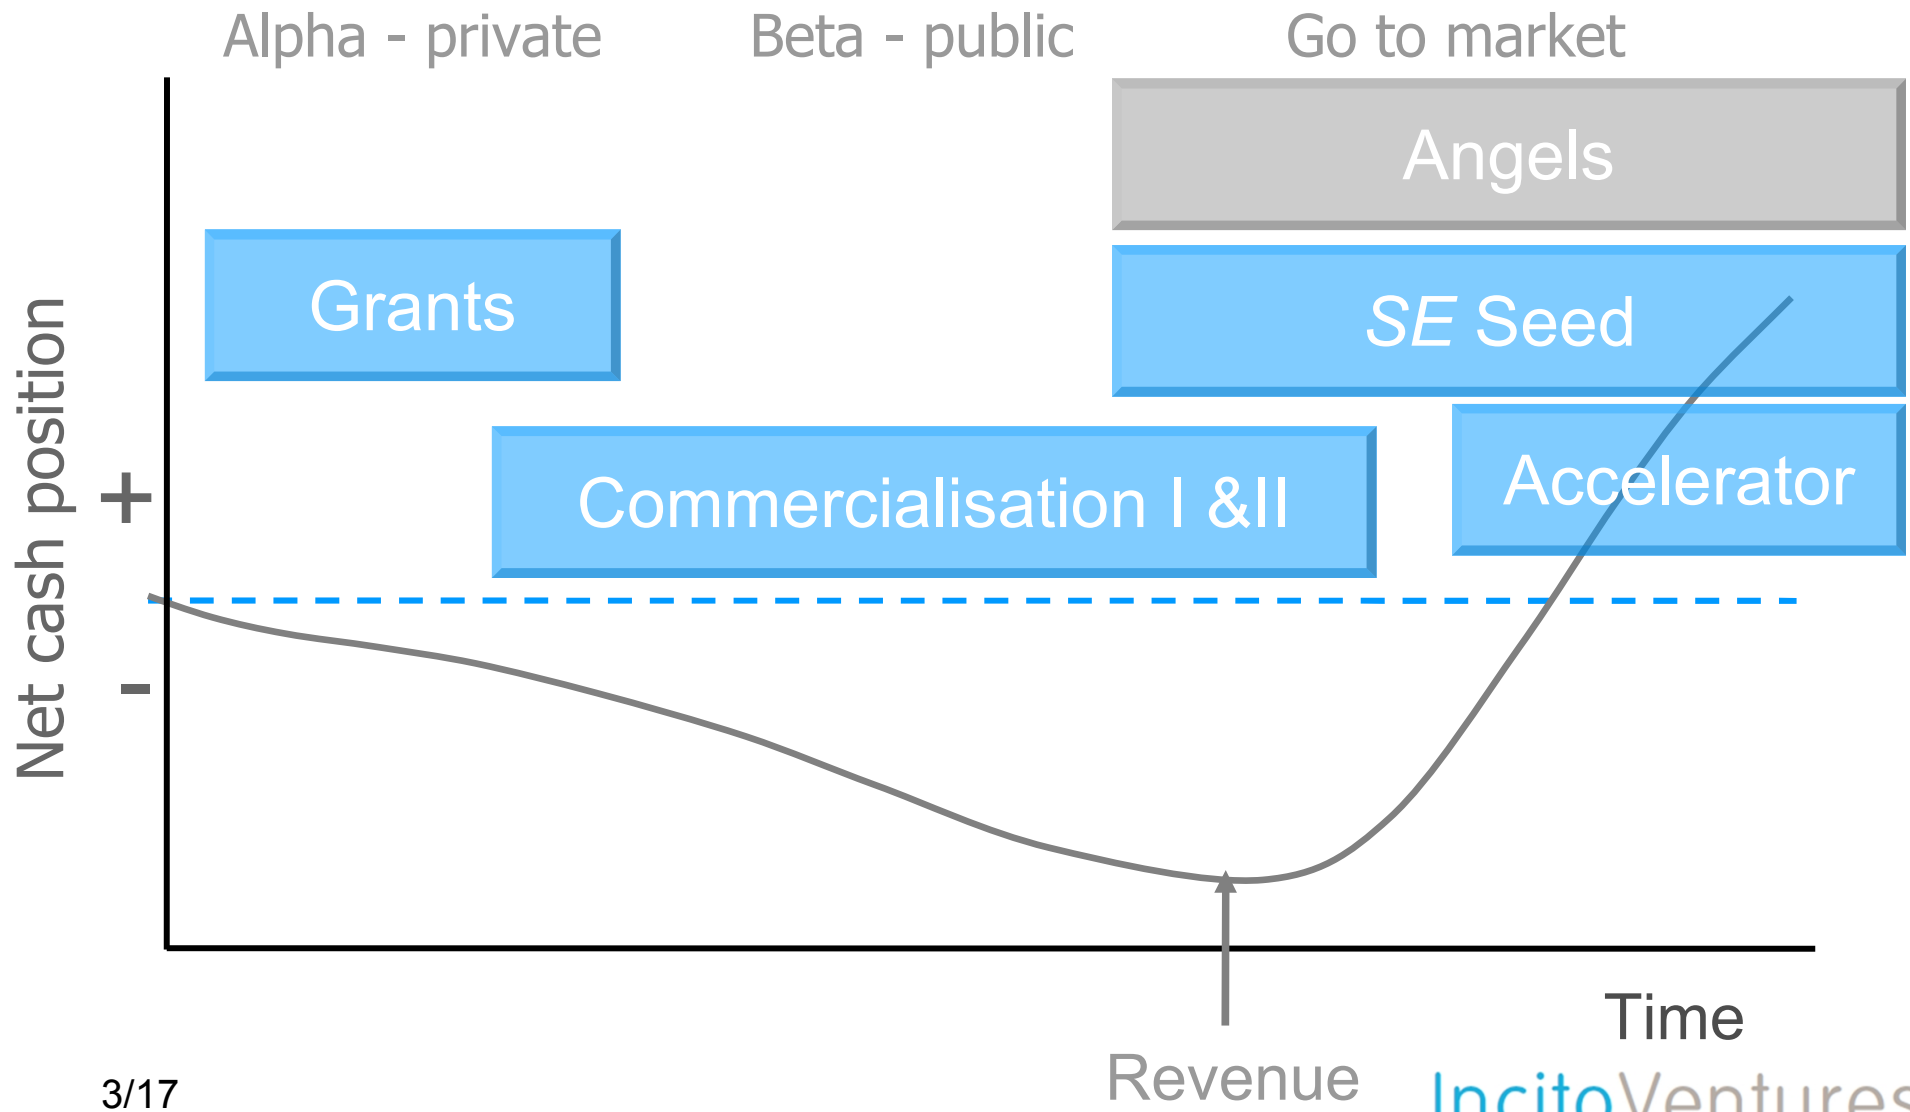 Alpha - private
Beta - public
Go to market
Angels
Grants
SE Seed
Accelerator
Commercialisation I &II
Net cash position
+
-
Time
Revenue
IncitoVentures
3/17